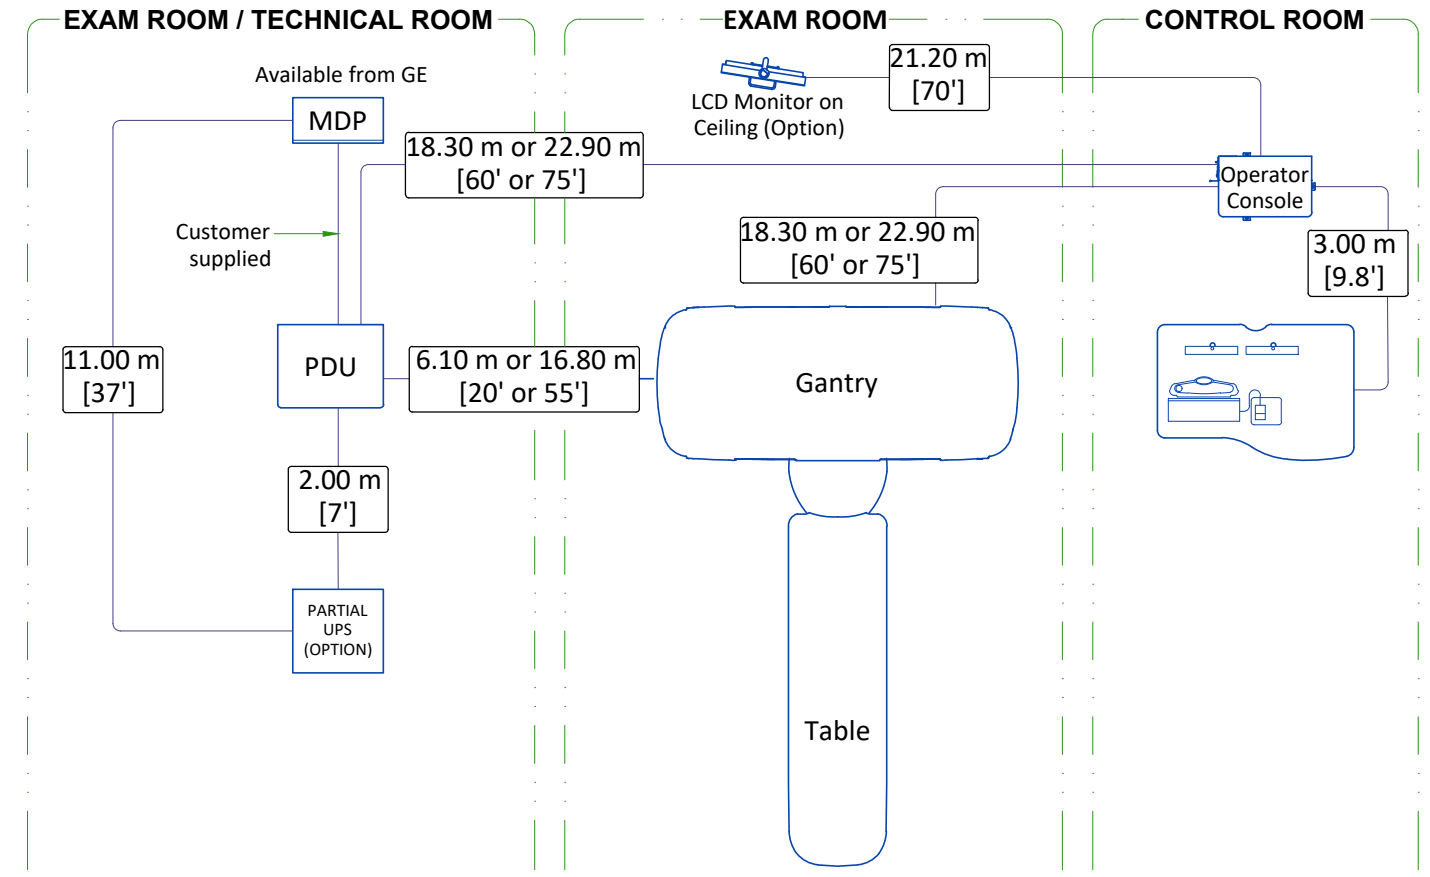 EXAM ROOM / TECHNICAL ROOM
EXAM ROOM
CONTROL ROOM
Available from GE
MDP
18.30 m or 22.90 m
[60' or 75']
Customer
supplied
PDU
11.00 m
[37']
6.10 m or 16.80 m
[20' or 55']
2.00 m
[7']
PARTIAL
UPS
(OPTION)
LCD Monitor on
Ceiling (Option)
21.20 m
[70']
18.30 m or 22.90 m
[60' or 75']
Gantry
Table
Operator
Console
3.00 m
[9.8']